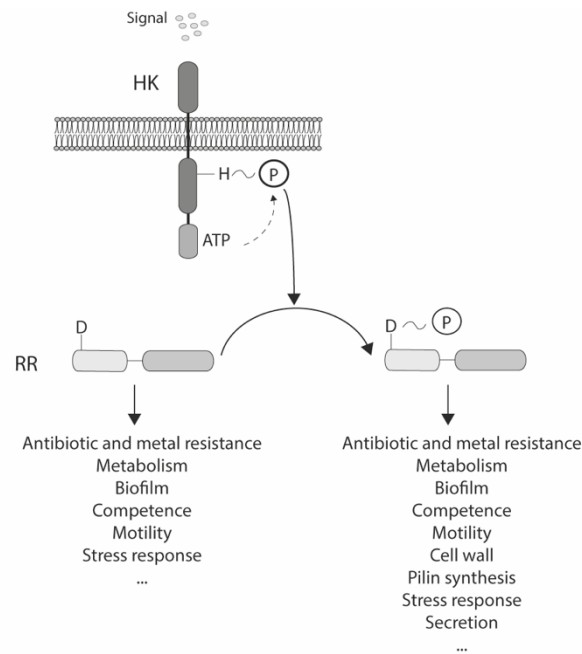 Signal
HK
H
P
ATP
D
RR
D
P
Antibiotic and metal resistance
Metabolism
Biofilm
Competence
Motility
Stress response
...
Antibiotic and metal resistance
Metabolism
Biofilm
Competence
Motility
Cell wall
Pilin synthesis
Stress response
Secretion
...